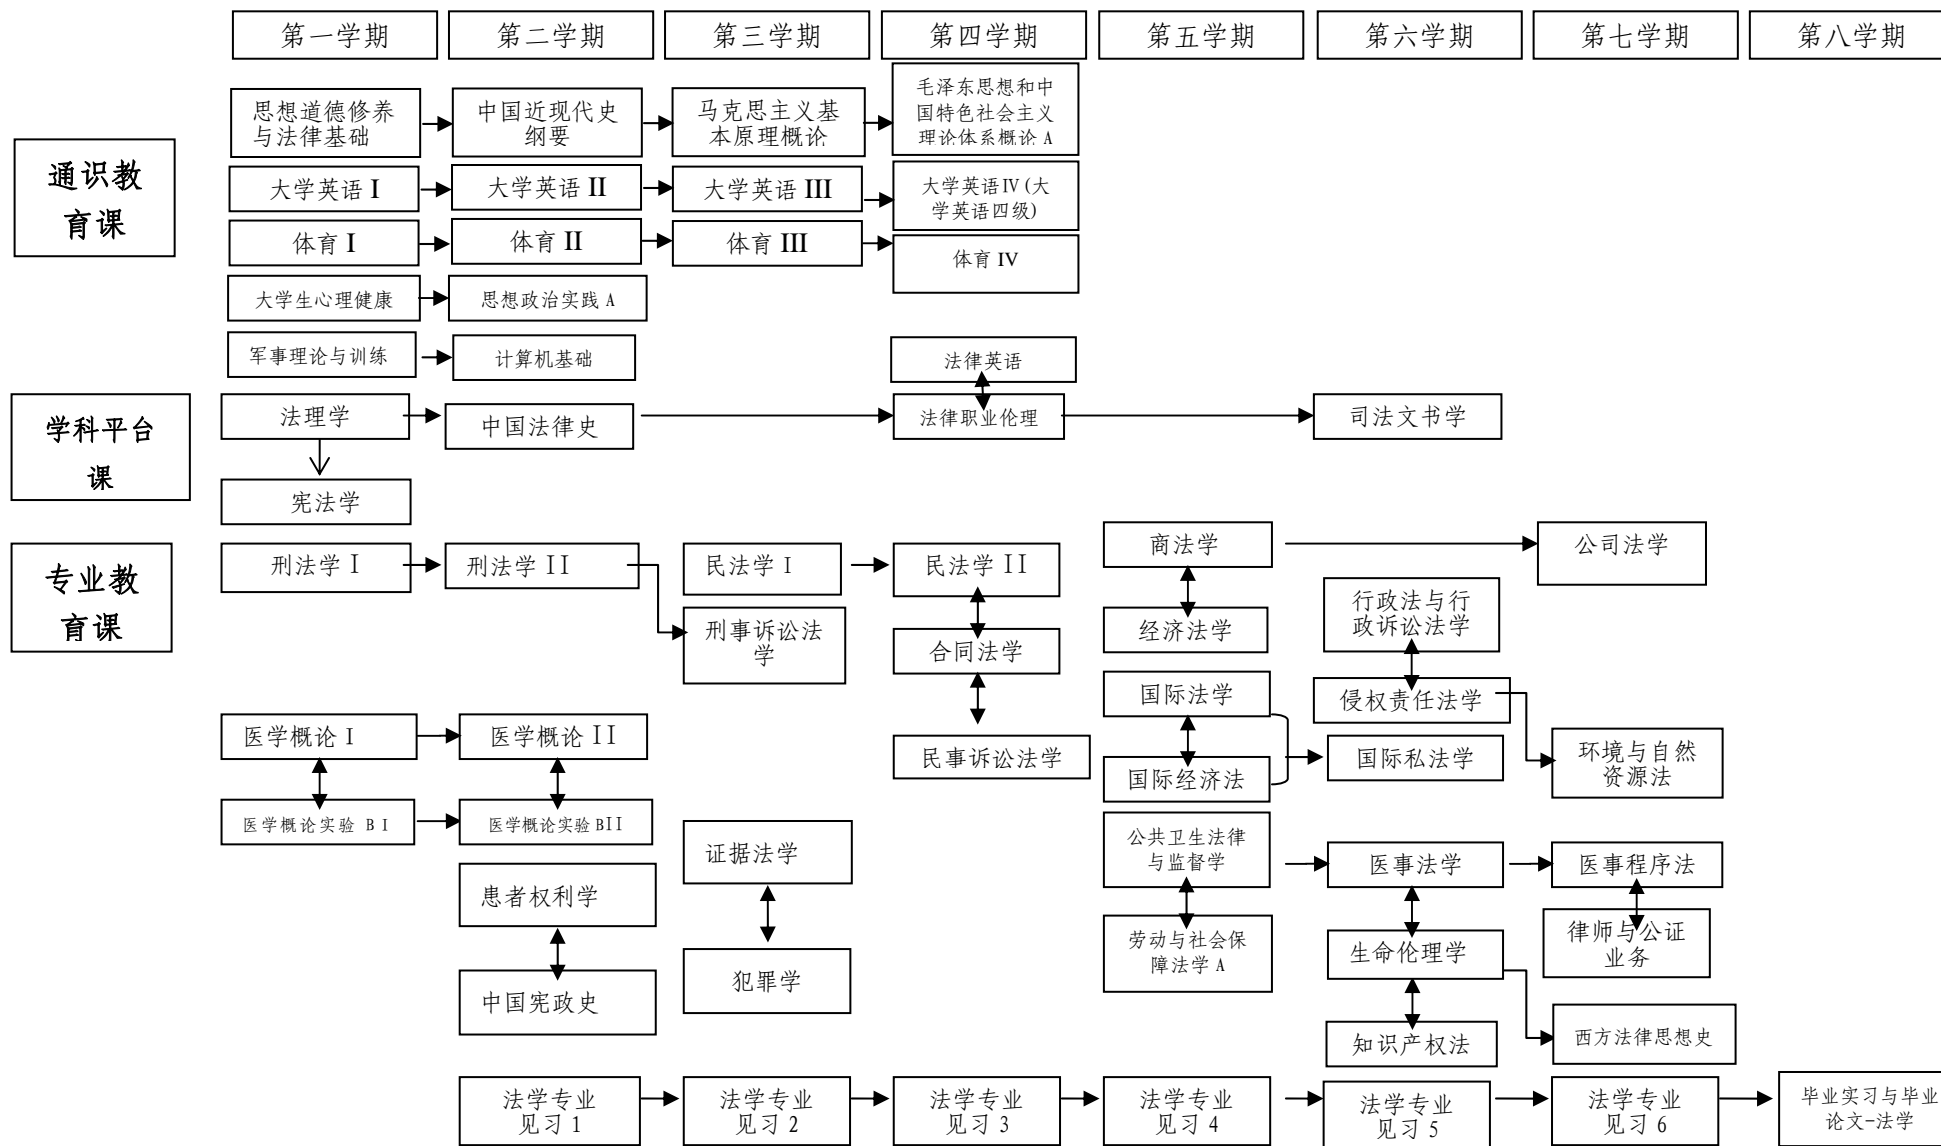 第一学期
第二学期
第三学期
第四学期
第五学期
第六学期
第七学期
第八学期
通识教
育课
思想道德修养
与法律基础
中国近现代史
纲要
马克思主义基
本原理概论
毛泽东思想和中
国特色社会主义
理论体系概论 A
大学英语 I
大学英语 II
大学英语 III
大学英语 IV (大
学英语四级)
体育 I
体育 II
体育 III
体育 IV
大学生心理健康
思想政治实践 A
军事理论与训练
计算机基础
法律英语
学科平台
课
法理学
中国法律史
法律职业伦理
司法文书学
宪法学
专业教
育课
刑法学 I
刑法学 II
民法学 I
民法学 II
商法学
公司法学
刑事诉讼法
学
合同法学
经济法学
行政法与行
政诉讼法学
国际法学
侵权责任法学
医学概论 I
医学概论 II
民事诉讼法学
国际经济法
国际私法学
环境与自然
资源法
医学概论实验 B I
医学概论实验 BII
证据法学
公共卫生法律
与监督学
医事法学
医事程序法
患者权利学
劳动与社会保
障法学 A
生命伦理学
律师与公证
业务
中国宪政史
犯罪学
知识产权法
西方法律思想史
法学专业
见习 1
法学专业
见习 2
法学专业
见习 3
法学专业
见习 4
法学专业
见习 5
法学专业
见习 6
毕业实习与毕业
论文-法学